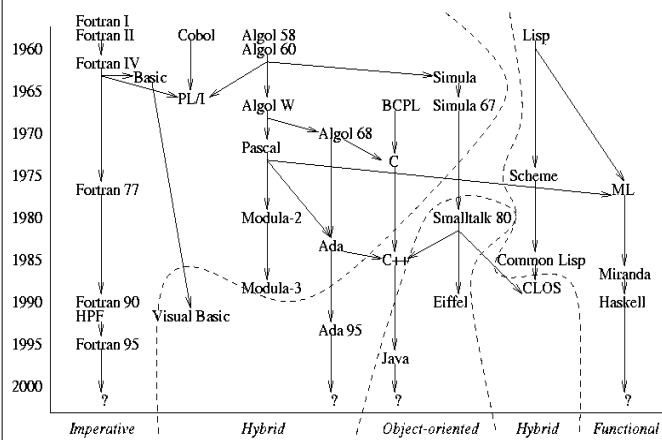 Fortran I
Fortran II Cobol Algol 58 Lisp
1960 Algol 60
Fortran IV
Basic Simula
1965 PL/I
Algol W BCPL Simula 67
1970 Algol 68
Pascal C
1975 Scheme
Fortran 77 ML
1980 Modula-2 Smalltalk 80
Ada
1985 C++ Common Lisp
Miranda
Modula-3 CLOS
1990 Fortran 90 Eiffel Haskell
HPF Visual Basic
Ada 95
1995 Fortran 95
Java
2000
? ? ? ?
Imperative Hybrid Object-oriented Hybrid Functional